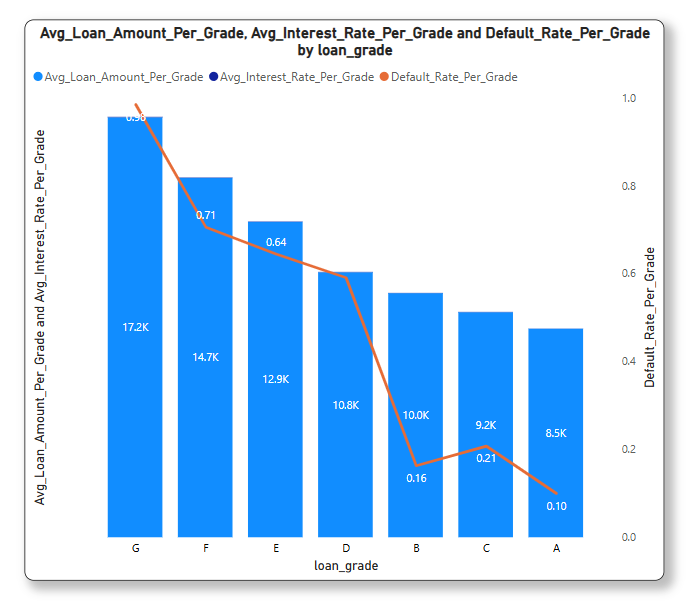 Avg_Loan_Amount_Per_Grade, Avg_Interest_Rate_Per_Grade and Default_Rate_Per_Grade
by loan_grade
Avg_Loan_Amount_Per_Grade Avg_Interest_Rate_Per_Grade Default_Rate_Per_Grade
Avg_Loan_Amount_Per_Grade and Avg_Interest_Rate_Per_Grade
17.2K
14.7K
12.9K
10.8K
10.0K
9.2K
8.5K
0.98
0.71
0.64
0.16
0.21
0.10
1.0
0.8
0.6
0.4
0.2
0.0
Default_Rate_Per_Grade
G F E D B C A
loan_grade